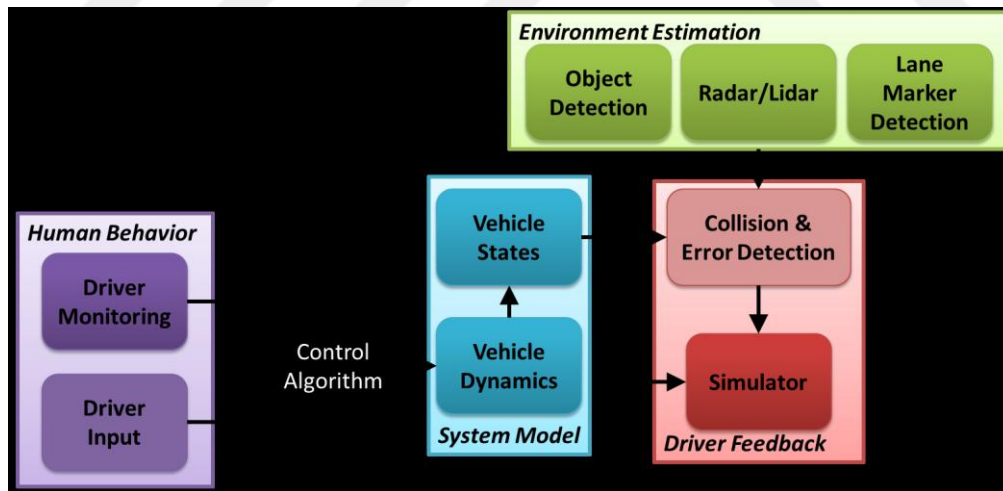 Environment Estimation
Object
Detection
Radar/Lidar
Lane
Marker
Detection
Human Behavior
Driver
Monitoring
Driver
Input
Control
Algorithm
Vehicle
States
Vehicle
Dynamics
System Model
Collision &
Error Detection
Simulator
Driver Feedback